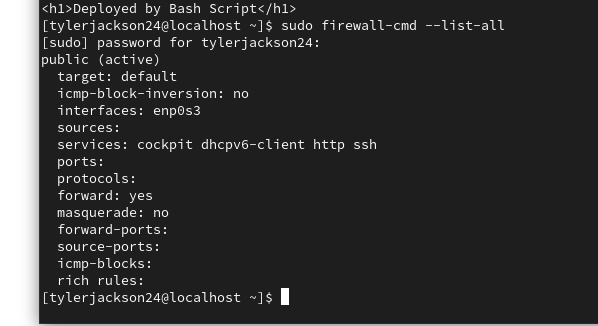 <h1>Deployed by Bash Script</h1>
[tylerjackson24@localhost ~]$ sudo firewall-cmd --list-all
[sudo] password for tylerjackson24:
public (active)
  target: default
  icmp-block-inversion: no
  interfaces: enp0s3
  sources:
  services: cockpit dhcpv6-client http ssh
  ports:
  protocols:
  forward: yes
  masquerade: no
  forward-ports:
  source-ports:
  icmp-blocks:
  rich rules:
[tylerjackson24@localhost ~]$